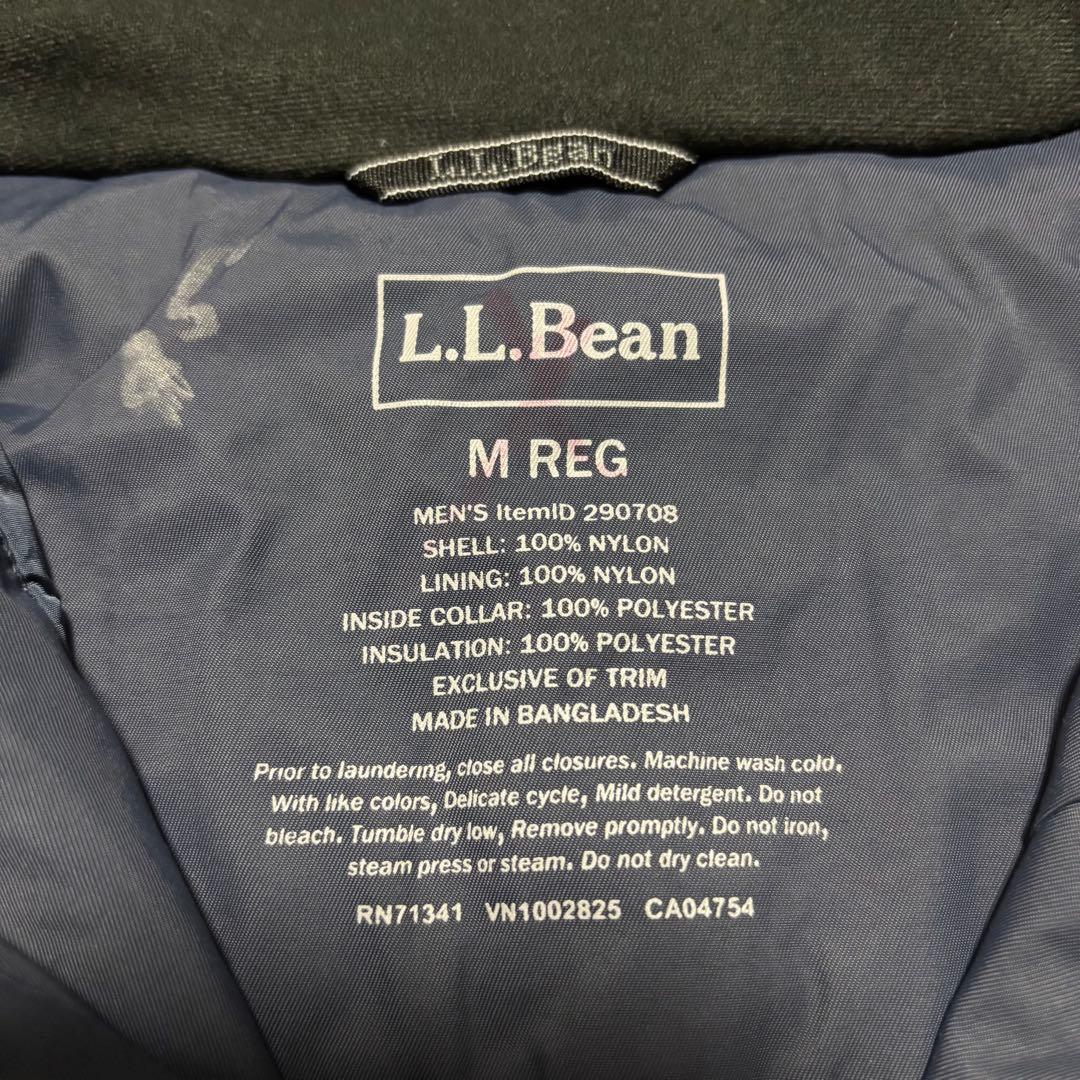 L.L.Bean
L.L.Bean
M REG
MEN'S ItemID 290708
SHELL: 100% NYLON
LINING: 100% NYLON
INSIDE COLLAR: 100% POLYESTER
INSULATION: 100% POLYESTER
EXCLUSIVE OF TRIM
MADE IN BANGLADESH
Prior to laundering, close all closures. Machine wash cold.
With like colors, Delicate cycle, Mild detergent. Do not
bleach. Tumble dry low, Remove promptly. Do not iron,
steam press or steam. Do not dry clean.
RN71341 VN1002825 CA04754